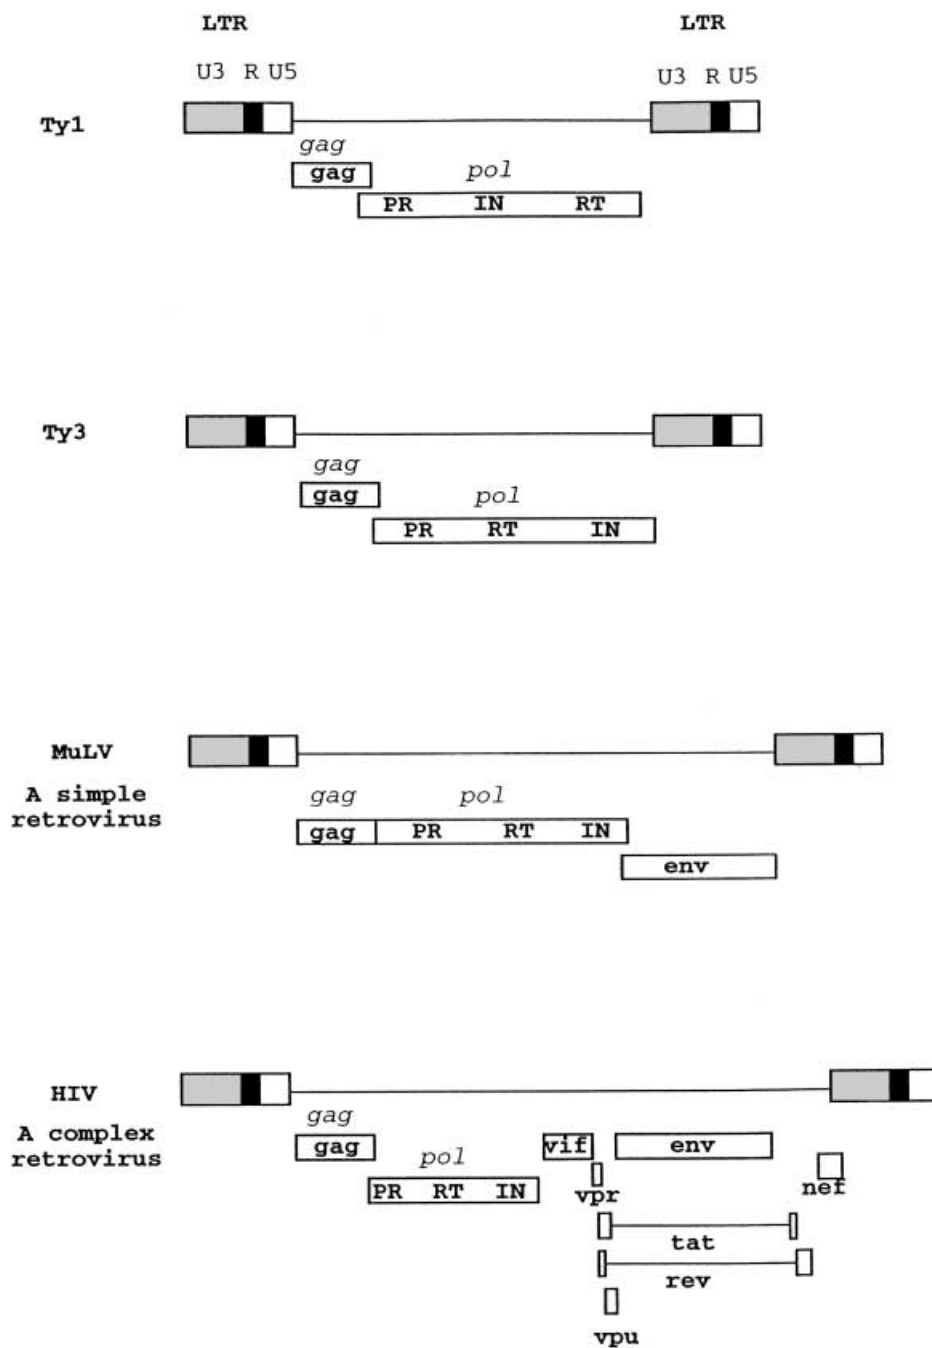 LTR LTR
U3 R U5 U3 R U5
Ty1
gag
gag pol
PR IN RT
Ty3
gag
gag pol
PR RT IN
MuLV
A simple
retrovirus
gag pol
gag PR RT IN
env
HIV
A complex
retrovirus
gag
gag vif env
pol
PR RT IN
vpr nef
tat
rev
vpu